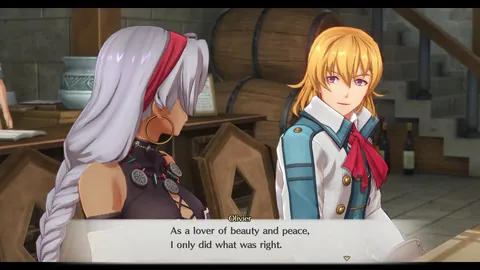 Olivier
As a lover of beauty and peace,
I only did what was right.